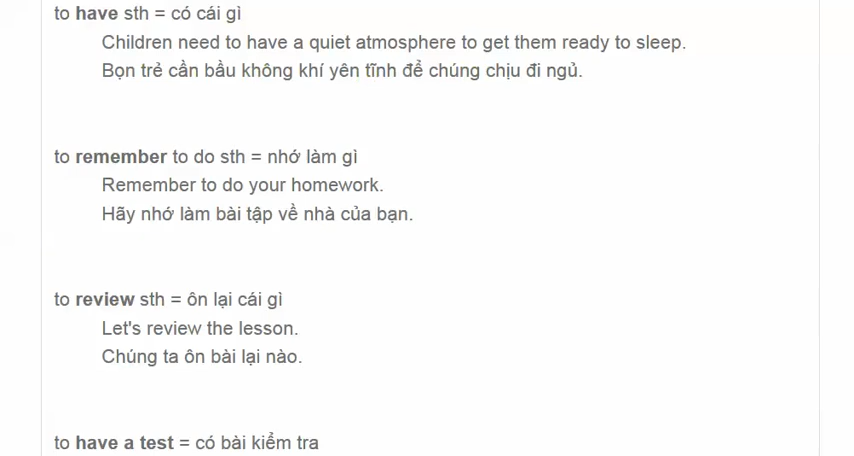 to have sth = có cái gì
Children need to have a quiet atmosphere to get them ready to sleep.
Bọn trẻ cần bầu không khí yên tĩnh để chúng chịu đi ngủ.
to remember to do sth = nhớ làm gì
Remember to do your homework.
Hãy nhớ làm bài tập về nhà của bạn.
to review sth = ôn lại cái gì
Let's review the lesson.
Chúng ta ôn bài lại nào.
to have a test = có bài kiểm tra